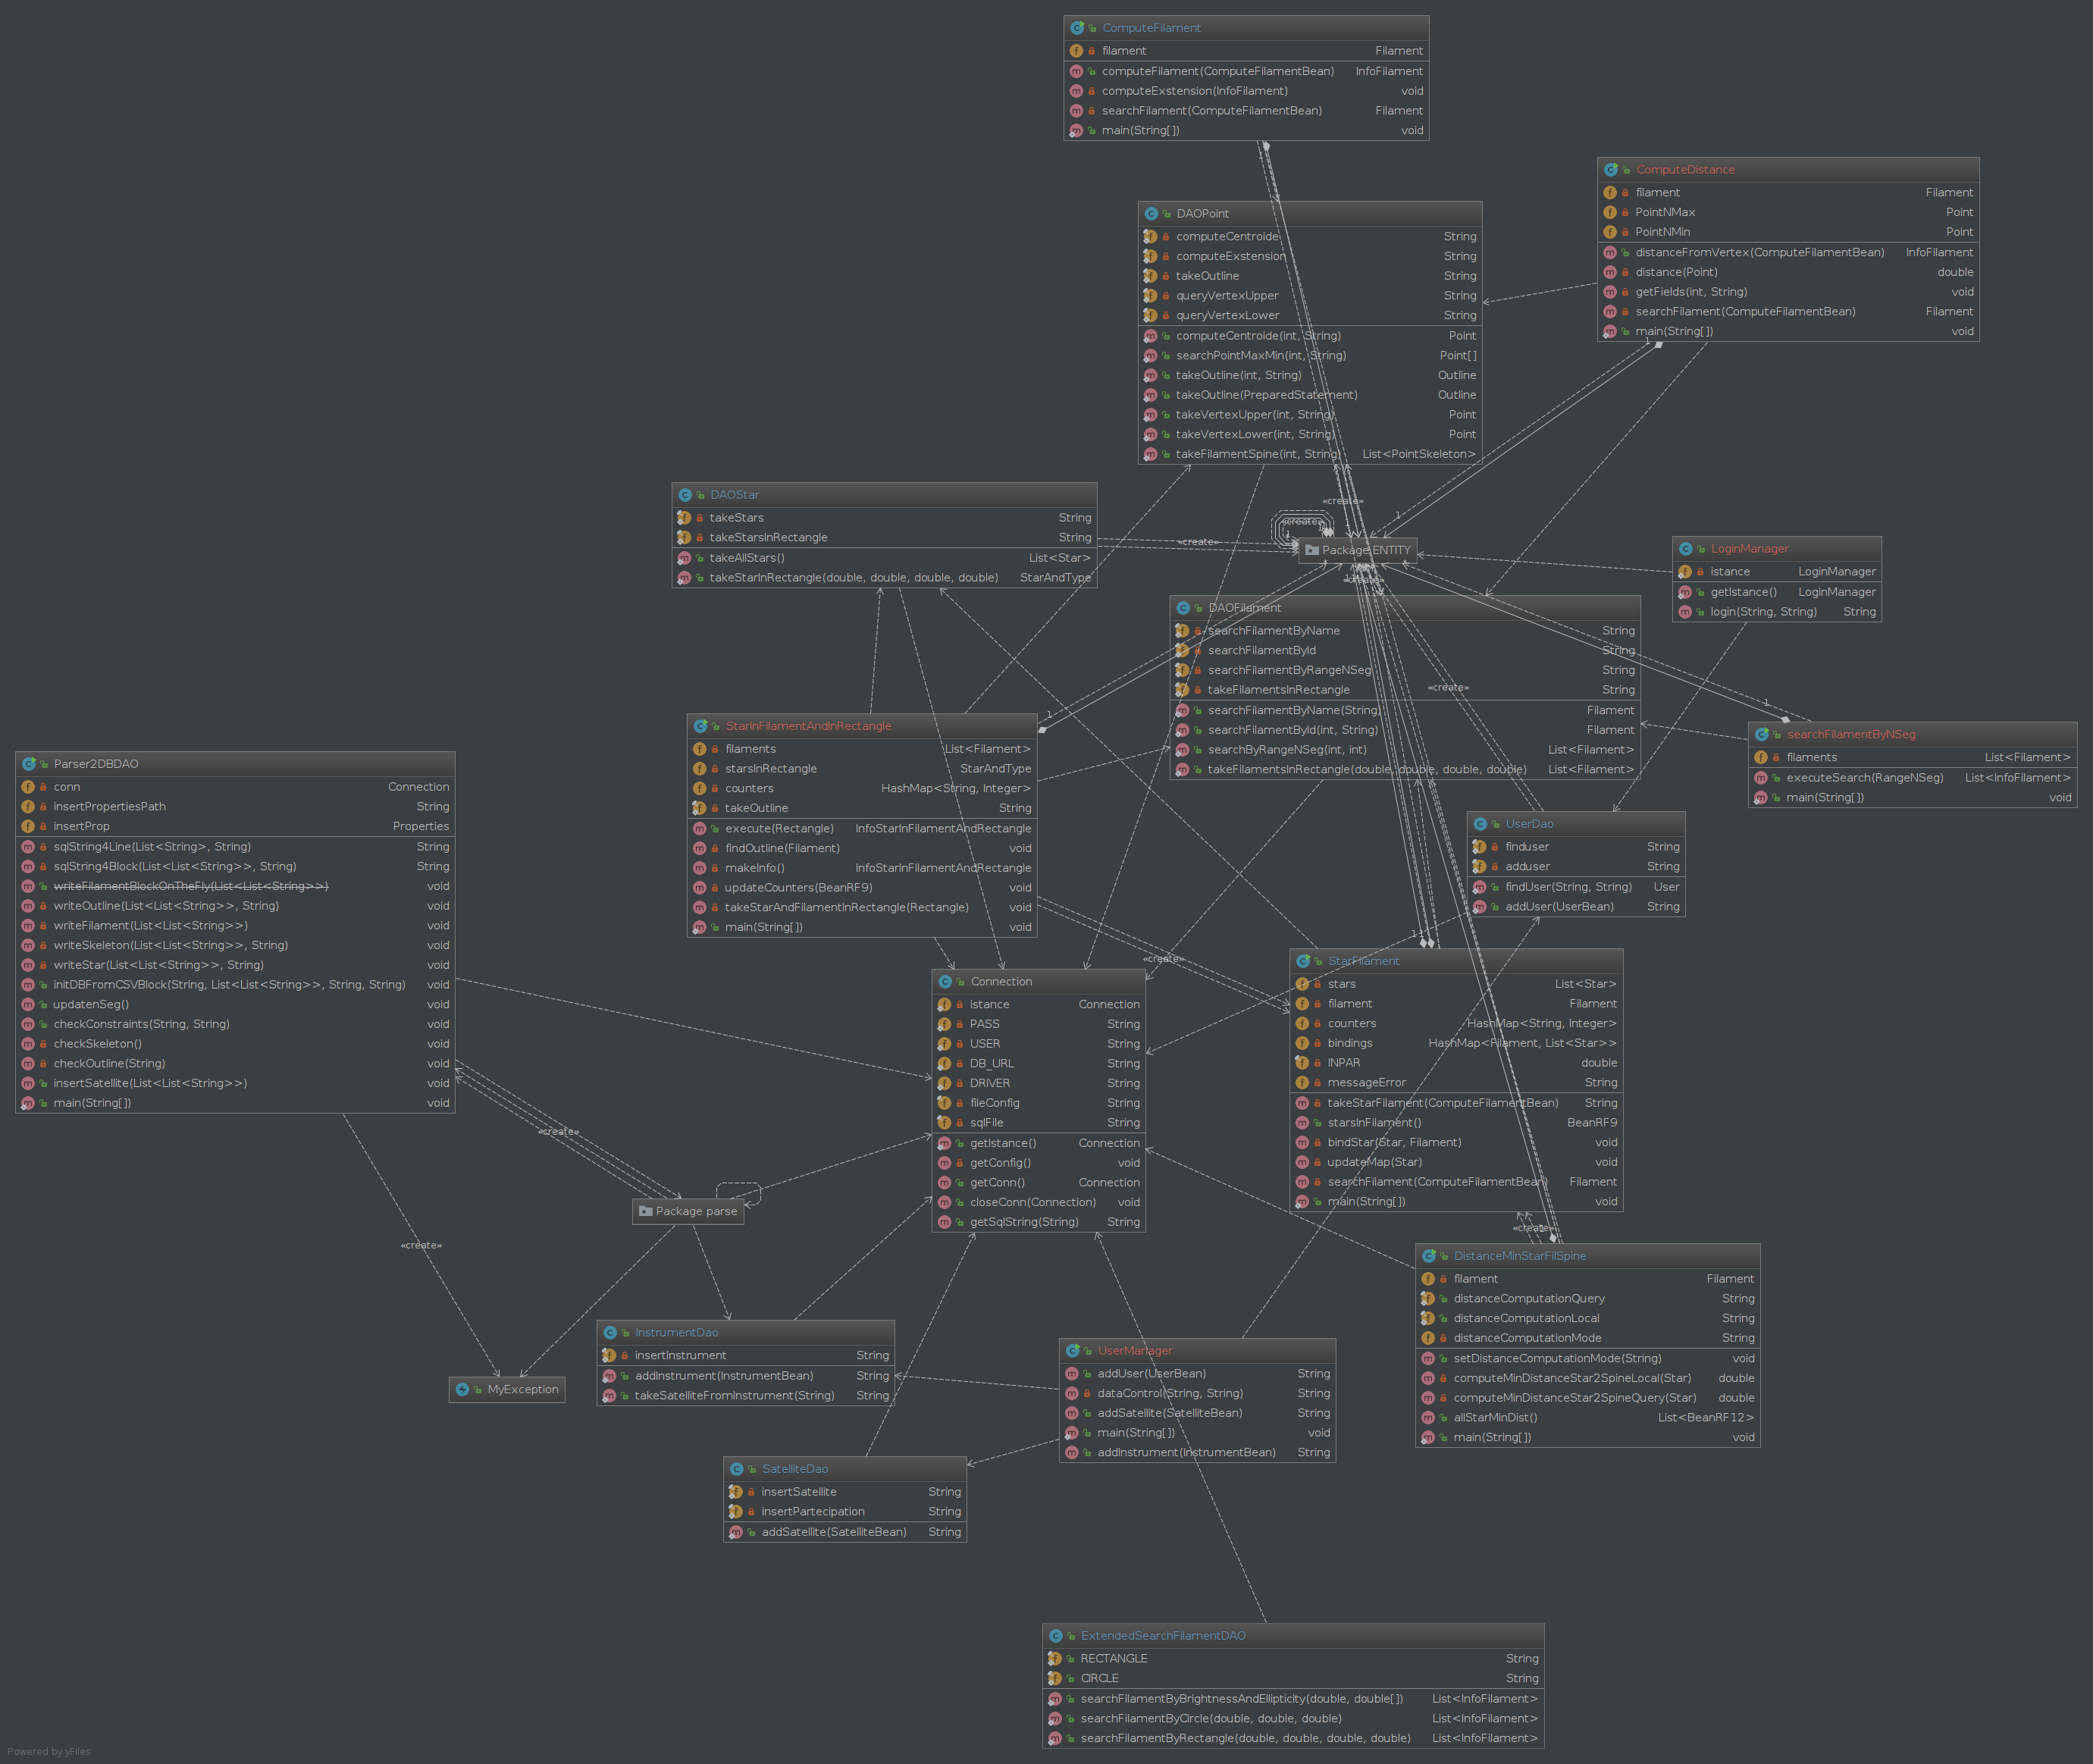 ComputeFilament
filament Filament
computeFilament(ComputeFilamentBean) InfoFilament
computeExstension(InfoFilament) void
searchFilament(ComputeFilamentBean) Filament
main(String[]) void
1
ComputeDistance
filament Filament
PointNMax Point
PointNMin Point
distanceFromVertex(ComputeFilamentBean) InfoFilament
distance(Point) double
getFields(int, String) void
searchFilament(ComputeFilamentBean) Filament
main(String[]) void
1
DAOPoint
computeCentroide String
computeExstension String
takeOutline String
queryVertexUpper String
queryVertexLower String
computeCentroide(int, String) Point
searchPointMaxMin(int, String) Point[]
takeOutline(int, String) Outline
takeOutline(PreparedStatement) Outline
takeVertexUpper(int, String) Point
takeVertexLower(int, String) Point
takeFilamentSpine(int, String) List<PointSkeleton>
DAOStar
takeStars String
takeStarsInRectangle String
takeAllStars() List<Star>
takeStarInRectangle(double, double, double, double) StarAndType
«create»
«create»
«create»
1
Package ENTITY
«create»
LoginManager
istance LoginManager
getIstance() LoginManager
login(String, String) String
DAOFilament
searchFilamentByName String
searchFilamentById String
searchFilamentByRangeNSeg String
takeFilamentsInRectangle String
searchFilamentByName(String) Filament
searchFilamentById(int, String) Filament
searchByRangeNSeg(int, int) List<Filament>
takeFilamentsInRectangle(double, double, double, double) List<Filament>
«create»
1
StarInFilamentAndInRectangle
filaments List<Filament>
starsInRectangle StarAndType
counters HashMap<String, Integer>
takeOutline String
execute(Rectangle) InfoStarInFilamentAndRectangle
findOutline(Filament) void
makeInfo() InfoStarInFilamentAndRectangle
updateCounters(BeanRF9) void
takeStarAndFilamentInRectangle(Rectangle) void
main(String[]) void
1
searchFilamentByNSeg
filaments List<Filament>
executeSearch(RangeNSeg) List<InfoFilament>
main(String[]) void
Parser2DBDAO
conn Connection
insertPropertiesPath String
insertProp Properties
sqlString4Line(List<String>, String) String
sqlString4Block(List<List<String>>, String) String
writeFilamentBlockOnTheFly(List<List<String>>) void
writeOutline(List<List<String>>, String) void
writeFilament(List<List<String>>) void
writeSkeleton(List<List<String>>, String) void
writeStar(List<List<String>>, String) void
initDBFromCSVBlock(String, List<List<String>>, String, String) void
updatenSeg() void
checkConstraints(String, String) void
checkSkeleton() void
checkOutline(String) void
insertSatellite(List<List<String>>) void
main(String[]) void
UserDao
finduser String
adduser String
findUser(String, String) User
addUser(UserBean) String
«create»
Connection
istance Connection
PASS String
USER String
DB_URL String
DRIVER String
fileConfig String
sqlFile String
getIstance() Connection
getConfig() void
getConn() Connection
closeConn(Connection) void
getSqlString(String) String
StarFilament
stars List<Star>
filament Filament
counters HashMap<String, Integer>
bindings HashMap<Filament, List<Star>>
INPAR double
messageError String
takeStarFilament(ComputeFilamentBean) String
starsInFilament() BeanRF9
bindStar(Star, Filament) void
updateMap(Star) void
searchFilament(ComputeFilamentBean) Filament
main(String[]) void
«create»
«create»
Package parse
«create»
DistanceMinStarFilSpine
filament Filament
distanceComputationQuery String
distanceComputationLocal String
distanceComputationMode String
setDistanceComputationMode(String) void
computeMinDistanceStar2SpineLocal(Star) double
computeMinDistanceStar2SpineQuery(Star) double
allStarMinDist() List<BeanRF12>
main(String[]) void
InstrumentDao
insertInstrument String
addInstrument(InstrumentBean) String
takeSatelliteFromInstrument(String) String
UserManager
addUser(UserBean) String
dataControl(String, String) String
addSatellite(SatelliteBean) String
main(String[]) void
addInstrument(InstrumentBean) String
MyException
SatelliteDao
insertSatellite String
insertPartecipation String
addSatellite(SatelliteBean) String
ExtendedSearchFilamentDAO
RECTANGLE String
CIRCLE String
searchFilamentByBrightnessAndEllipticity(double, double[]) List<InfoFilament>
searchFilamentByCircle(double, double, double) List<InfoFilament>
searchFilamentByRectangle(double, double, double, double) List<InfoFilament>
Powered by yFiles